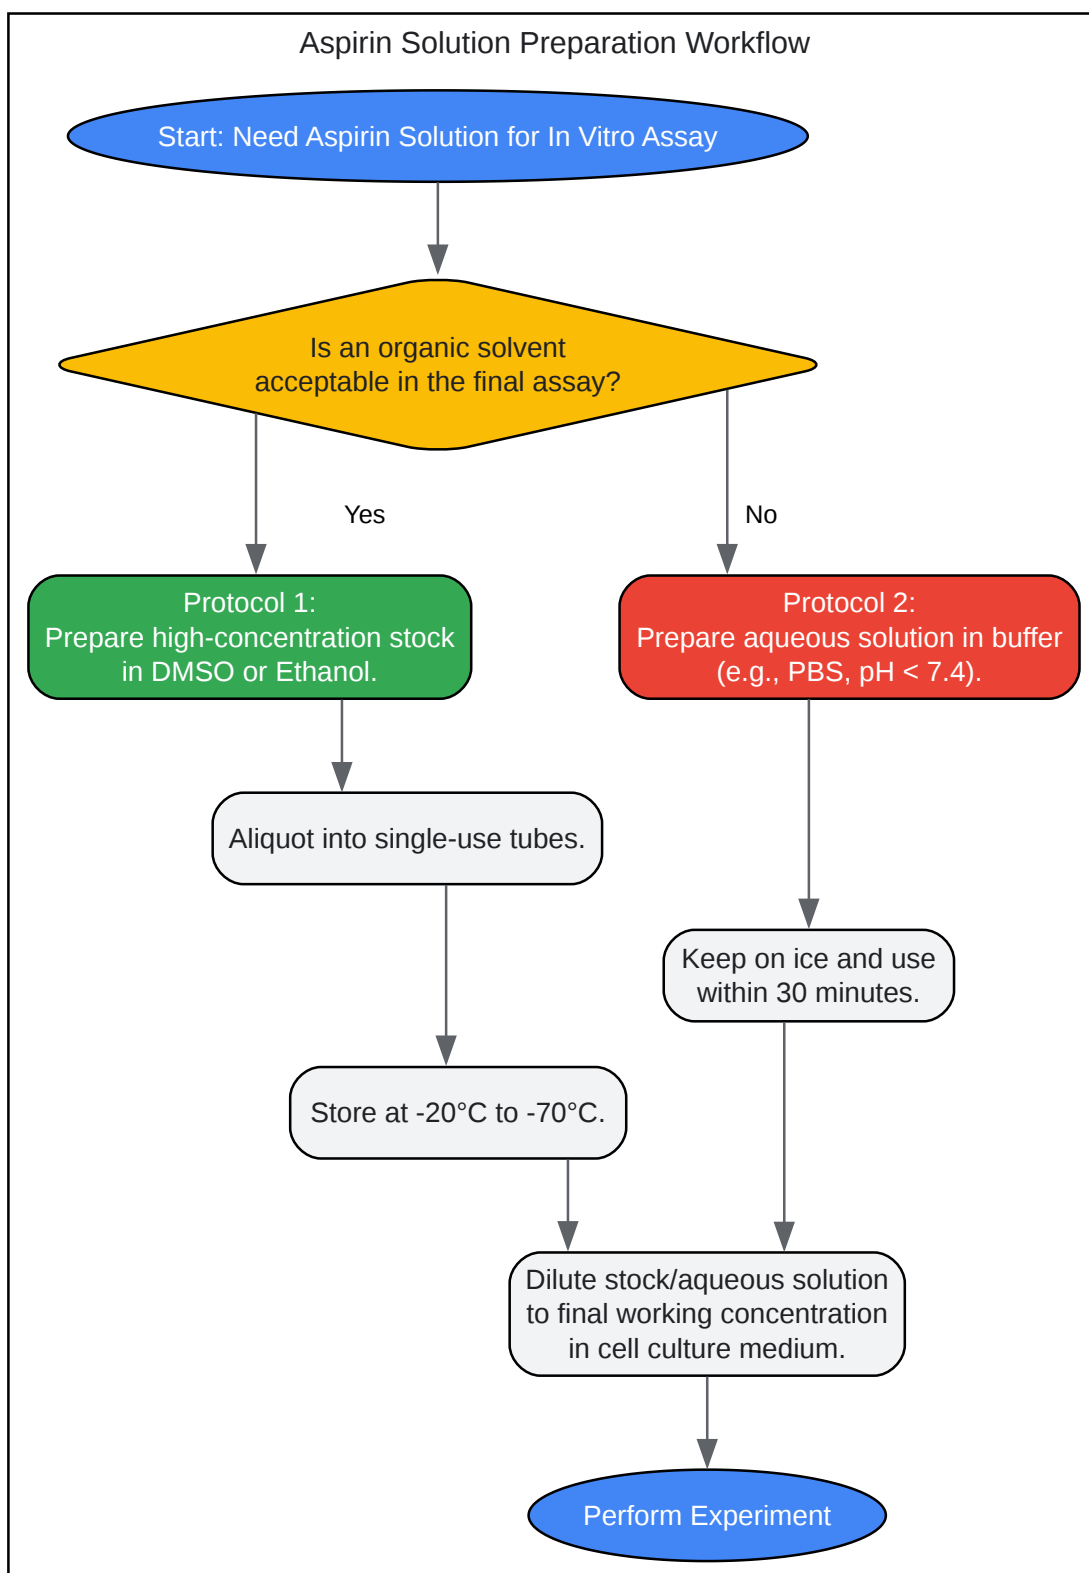 Aspirin Solution Preparation Workflow
Start: Need Aspirin Solution for In Vitro Assay
Is an organic solvent
acceptable in the final assay?
Yes
No
Protocol 1:
Prepare high-concentration stock
in DMSO or Ethanol.
Protocol 2:
Prepare aqueous solution in buffer
(e.g., PBS, pH < 7.4).
Aliquot into single-use tubes.
Keep on ice and use
within 30 minutes.
Store at -20°C to -70°C.
Dilute stock/aqueous solution
to final working concentration
in cell culture medium.
Perform Experiment